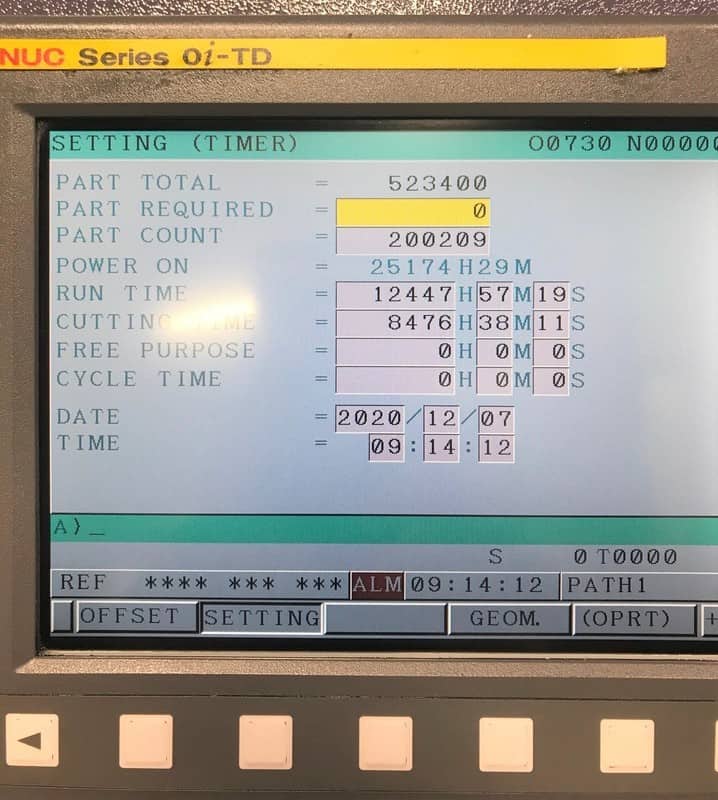 NUC Series 0i-TD
SETTING (TIMER) O0730 N0000
PART TOTAL = 523400
PART REQUIRED = 0
PART COUNT = 200209
POWER ON = 25174H29M
RUN TIME = 12447H57M19S
CUTTING TIME = 8476H38M11S
FREE PURPOSE = 0H 0M 0S
CYCLE TIME = 0H 0M 0S
DATE = 2020/12/07
TIME = 09:14:12
A)_
S 0 T0000
REF **** *** *** ALM 09:14:12 PATH1
OFFSET SETTING GEOM. (OPRT) +